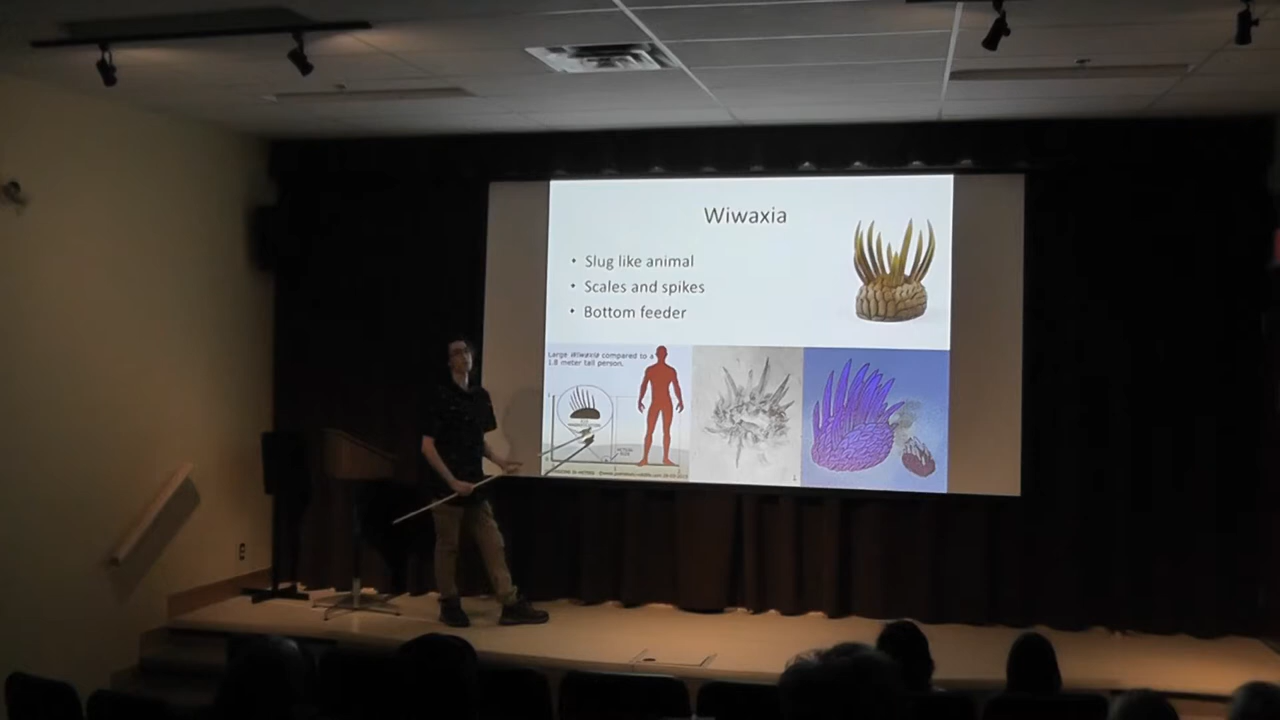 Wiwaxia
• Slug like animal
• Scales and spikes
• Bottom feeder
Large Wiwaxia compared to a
1.8 meter tall person.